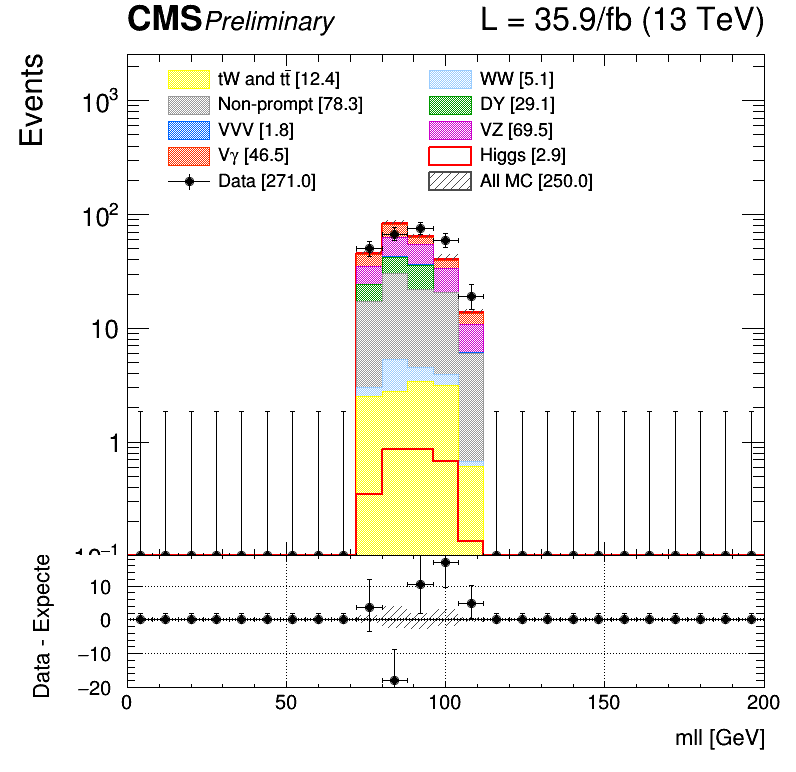 CMS Preliminary L = 35.9/fb (13 TeV)
Events
tW and tt̄ [12.4] WW [5.1]
Non-prompt [78.3] DY [29.1]
VVV [1.8] VZ [69.5]
Vγ [46.5] Higgs [2.9]
Data [271.0] All MC [250.0]
10³
10²
10
1
Data - Expecte
10
0
−10
−20
0 50 100 150 200
mll [GeV]